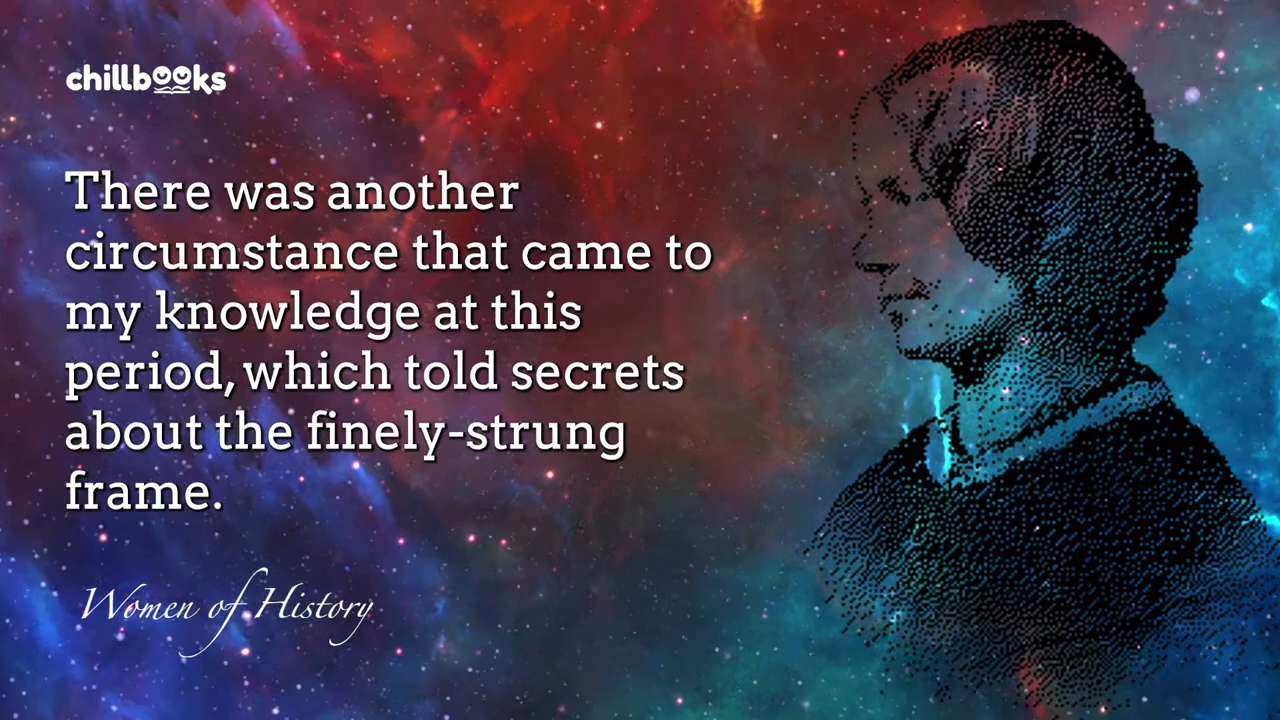 chillbooks
There was another
circumstance that came to
my knowledge at this
period, which told secrets
about the finely-strung
frame.
Women of History